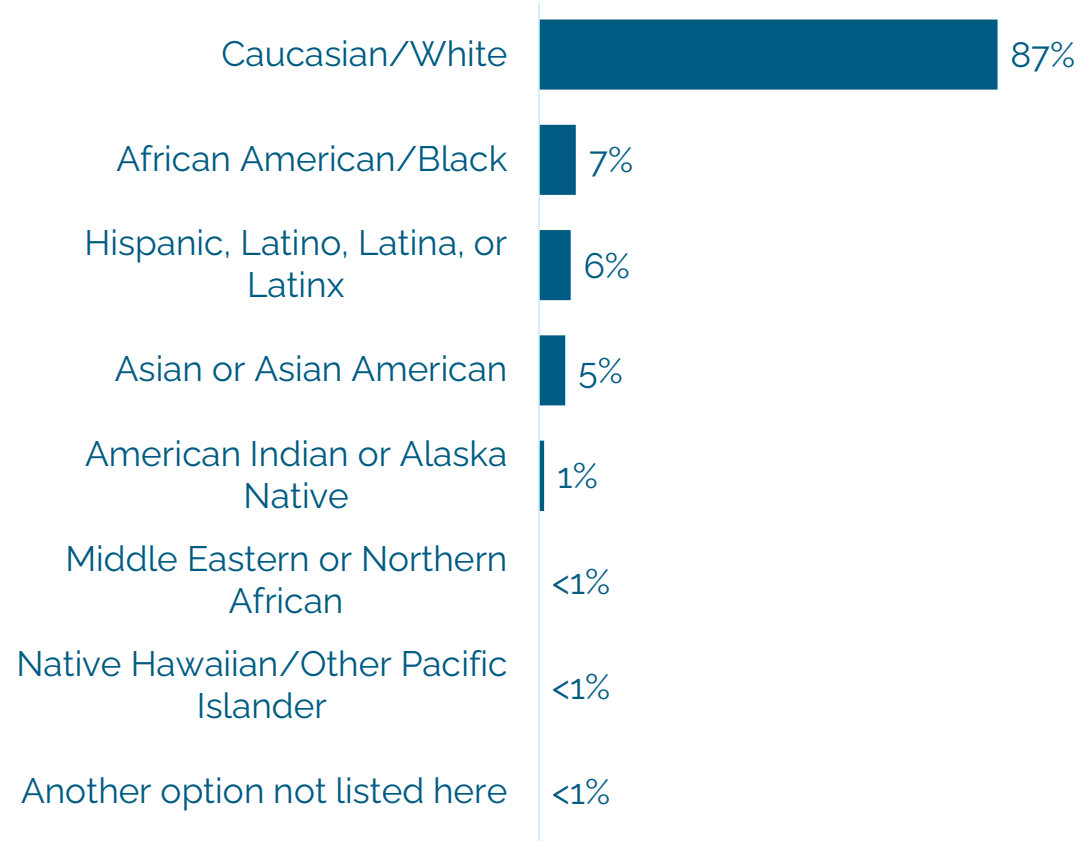 Caucasian/White 87%
African American/Black 7%
Hispanic, Latino, Latina, or
Latinx 6%
Asian or Asian American 5%
American Indian or Alaska
Native 1%
Middle Eastern or Northern
African <1%
Native Hawaiian/Other Pacific
Islander <1%
Another option not listed here <1%